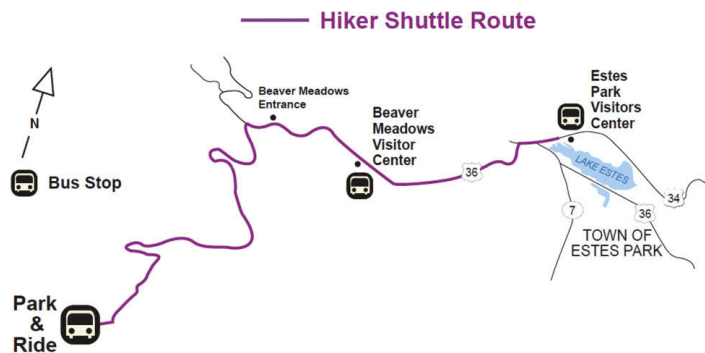 Hiker Shuttle Route
N
Bus Stop
Beaver Meadows
Entrance
Beaver
Meadows
Visitor
Center
Estes
Park
Visitors
Center
36
LAKE ESTES
7
36
34
TOWN OF
ESTES PARK
Park
&
Ride